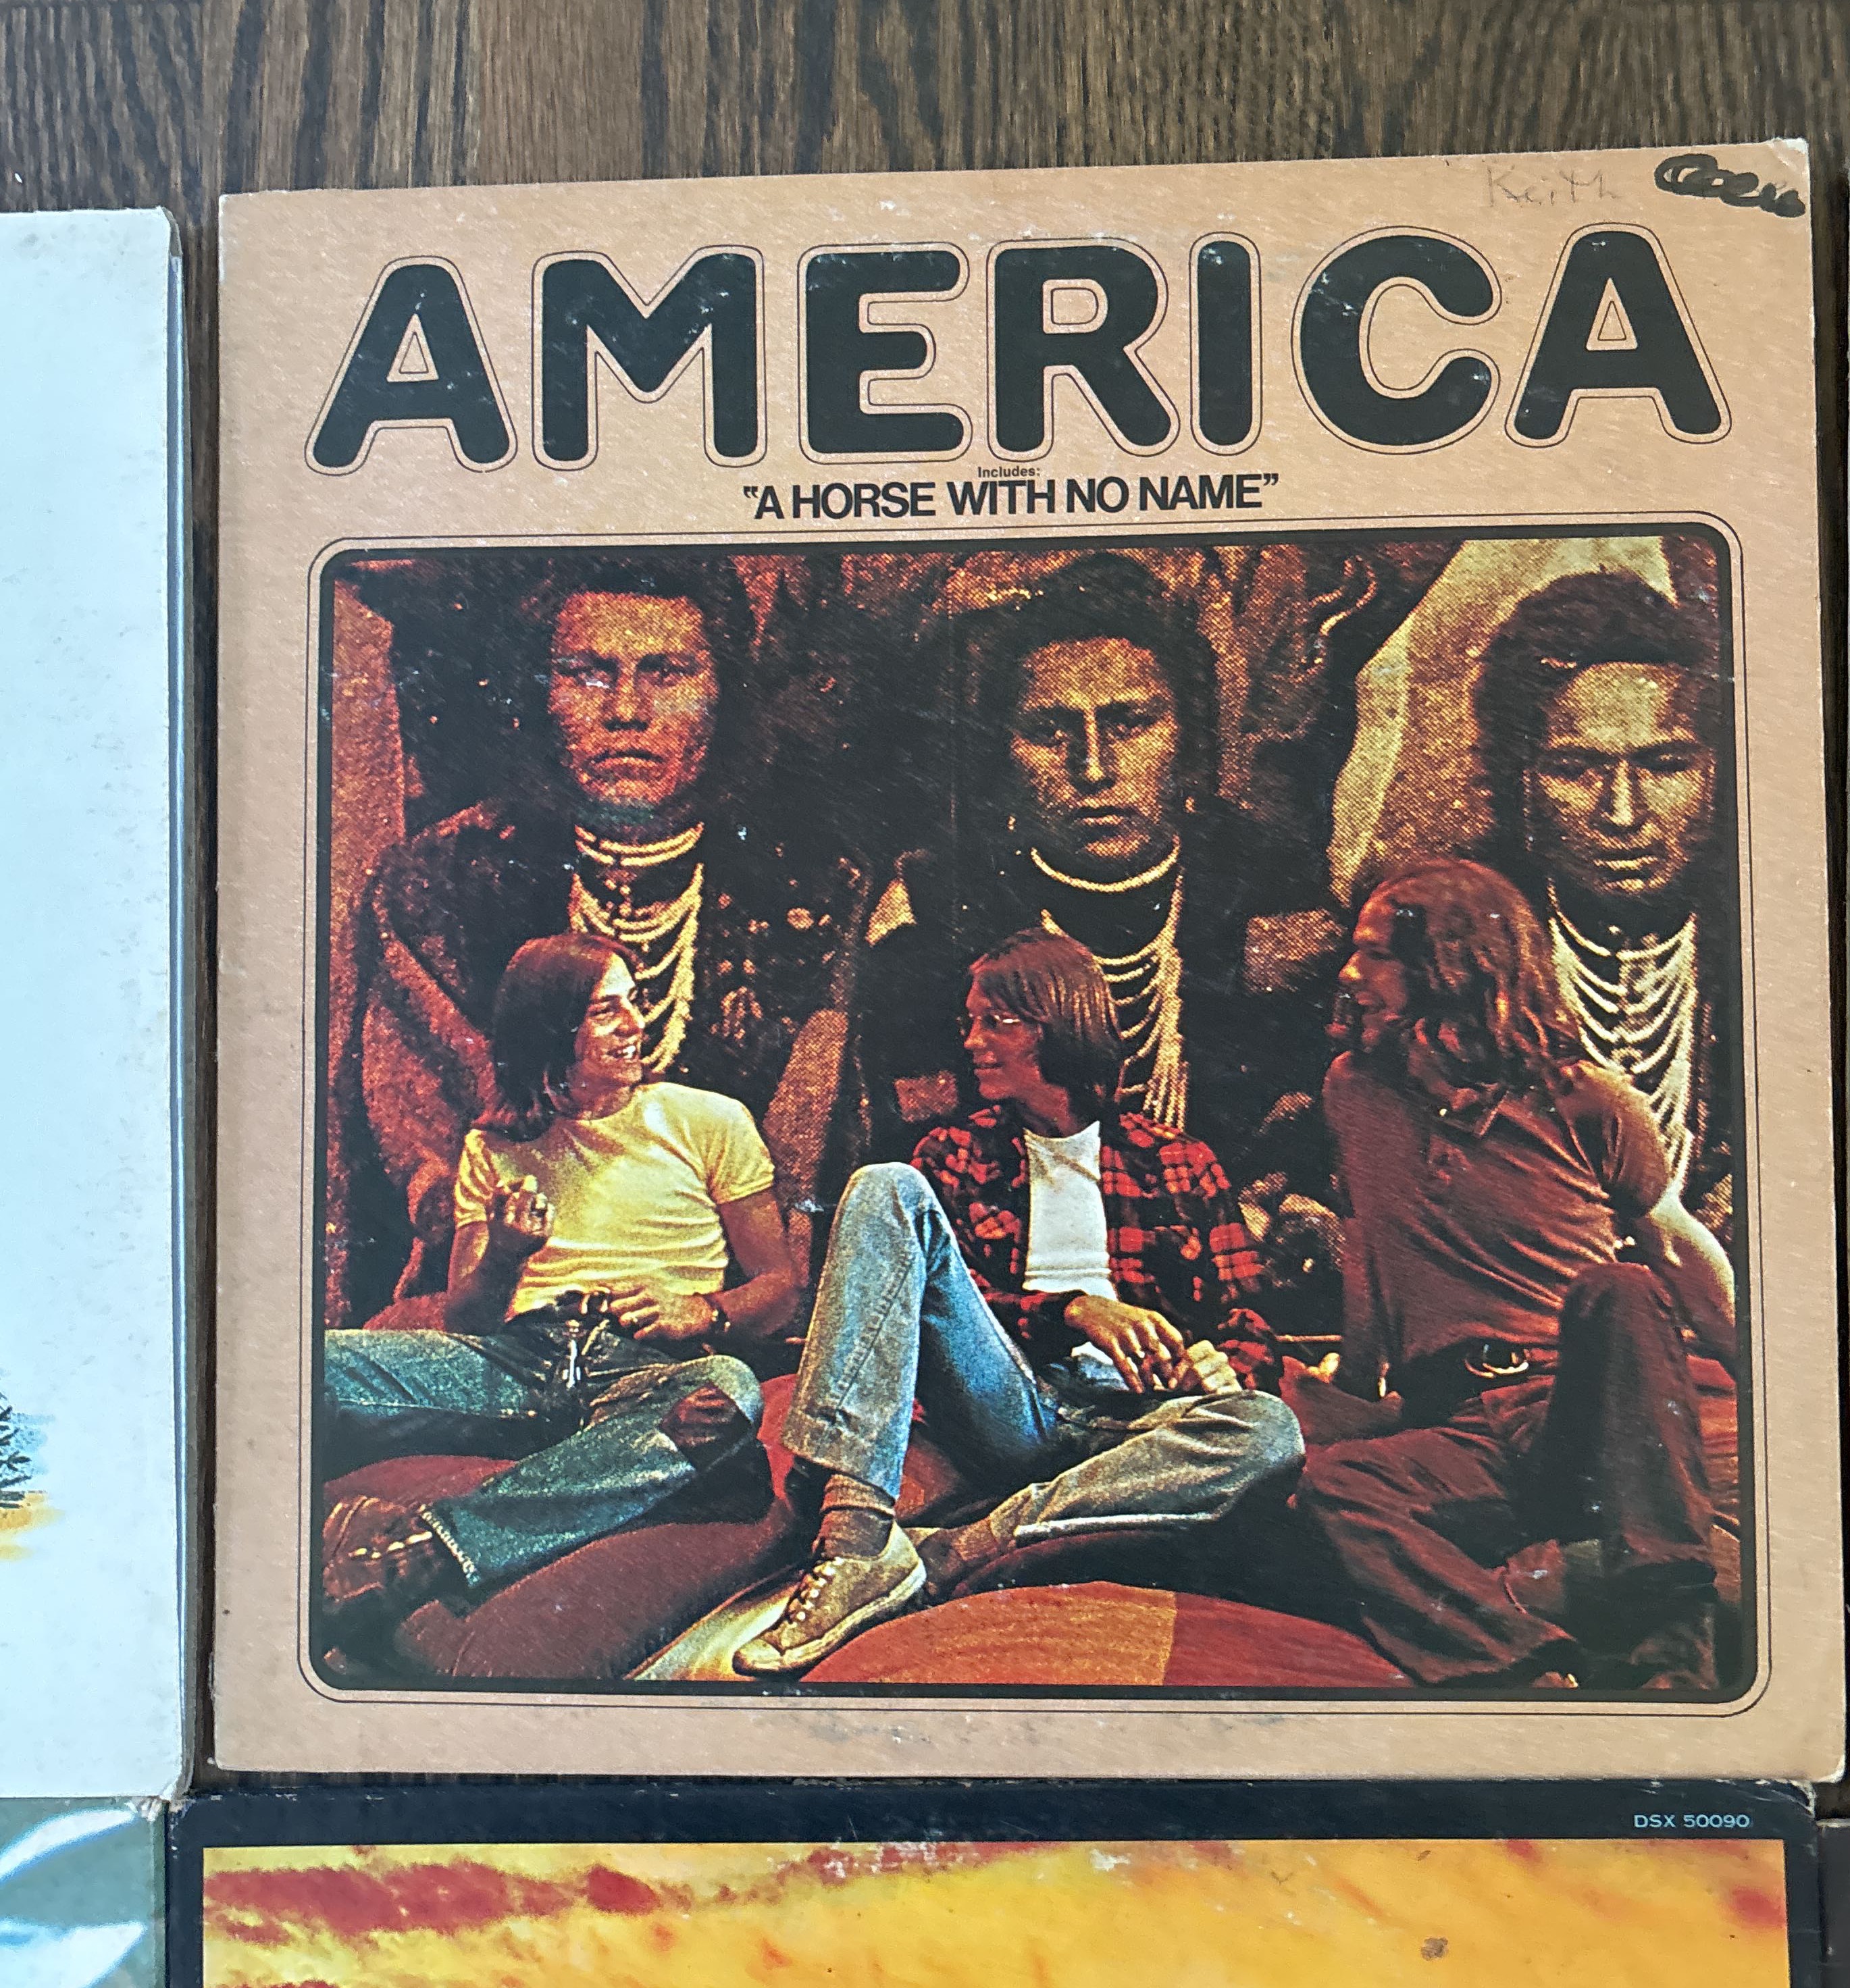 Keith
AMERICA
Includes:
"A HORSE WITH NO NAME"
DSX 50090